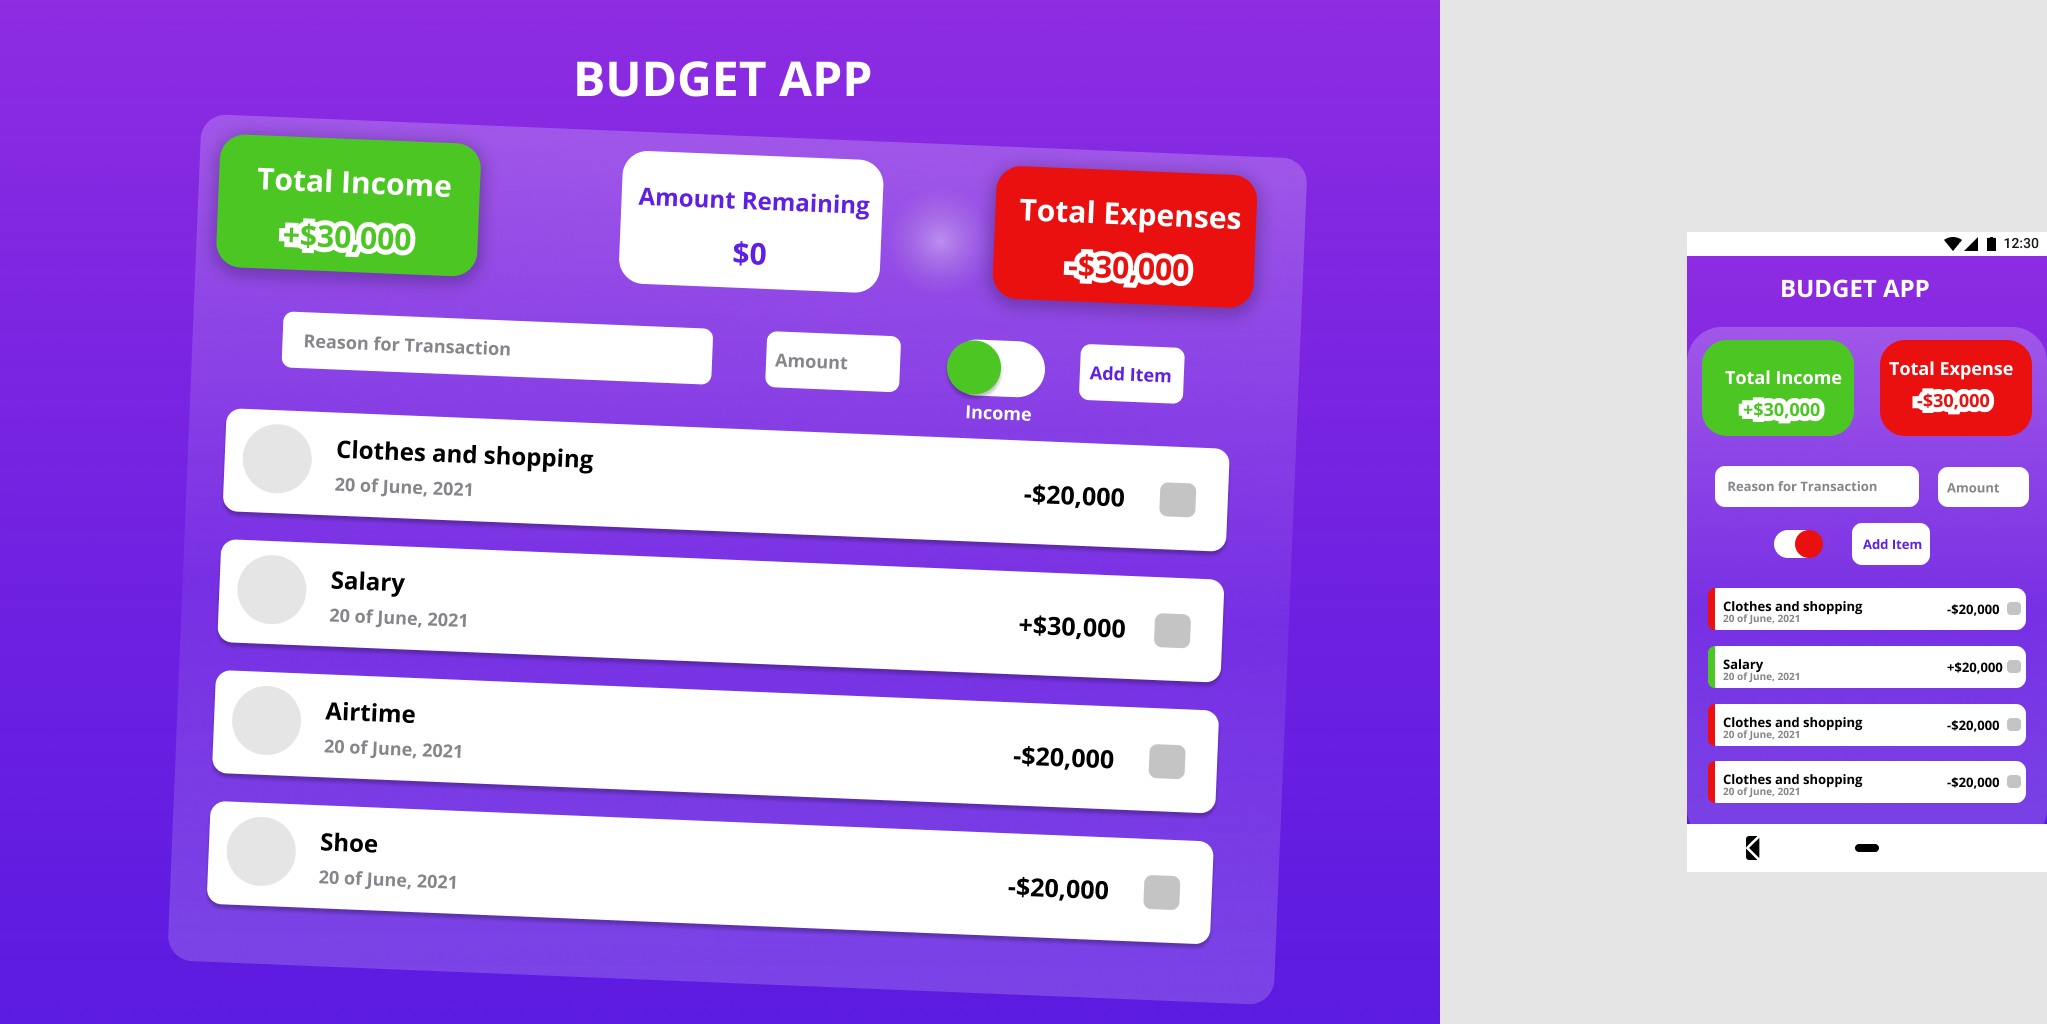 BUDGET APP
Total Income
+$30,000
Amount Remaining
$0
Total Expenses
-$30,000
Reason for Transaction
Amount
Income
Add Item
Clothes and shopping
20 of June, 2021
-$20,000
Salary
20 of June, 2021
+$30,000
Airtime
20 of June, 2021
-$20,000
Shoe
20 of June, 2021
-$20,000
12:30
BUDGET APP
Total Income
+$30,000
Total Expense
-$30,000
Reason for Transaction
Amount
Add Item
Clothes and shopping
20 of June, 2021
-$20,000
Salary
20 of June, 2021
+$20,000
Clothes and shopping
20 of June, 2021
-$20,000
Clothes and shopping
20 of June, 2021
-$20,000